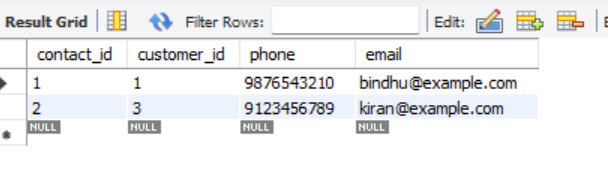 Result Grid Filter Rows: Edit:
contact_id customer_id phone email
1 1 9876543210 bindhu@example.com
2 3 9123456789 kiran@example.com
NULL NULL NULL NULL